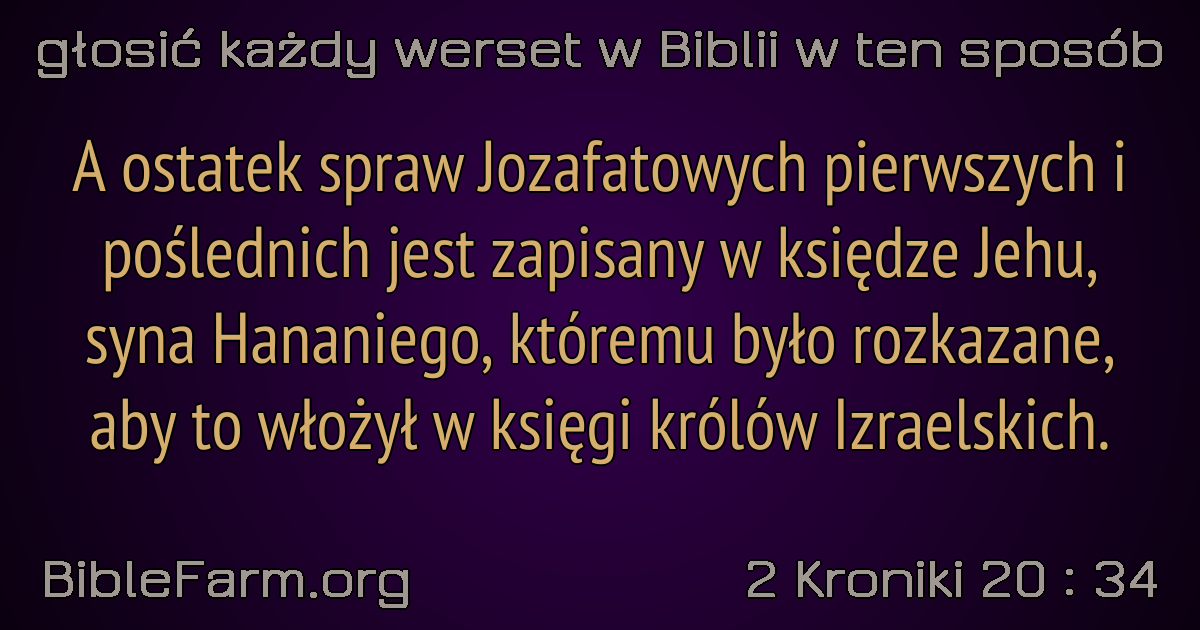 głosić każdy werset w Biblii w ten sposób
A ostatek spraw Jozafatowych pierwszych i
poślednich jest zapisany w księdze Jehu,
syna Hananiego, któremu było rozkazane,
aby to włożył w księgi królów Izraelskich.
BibleFarm.org
2 Kroniki 20 : 34